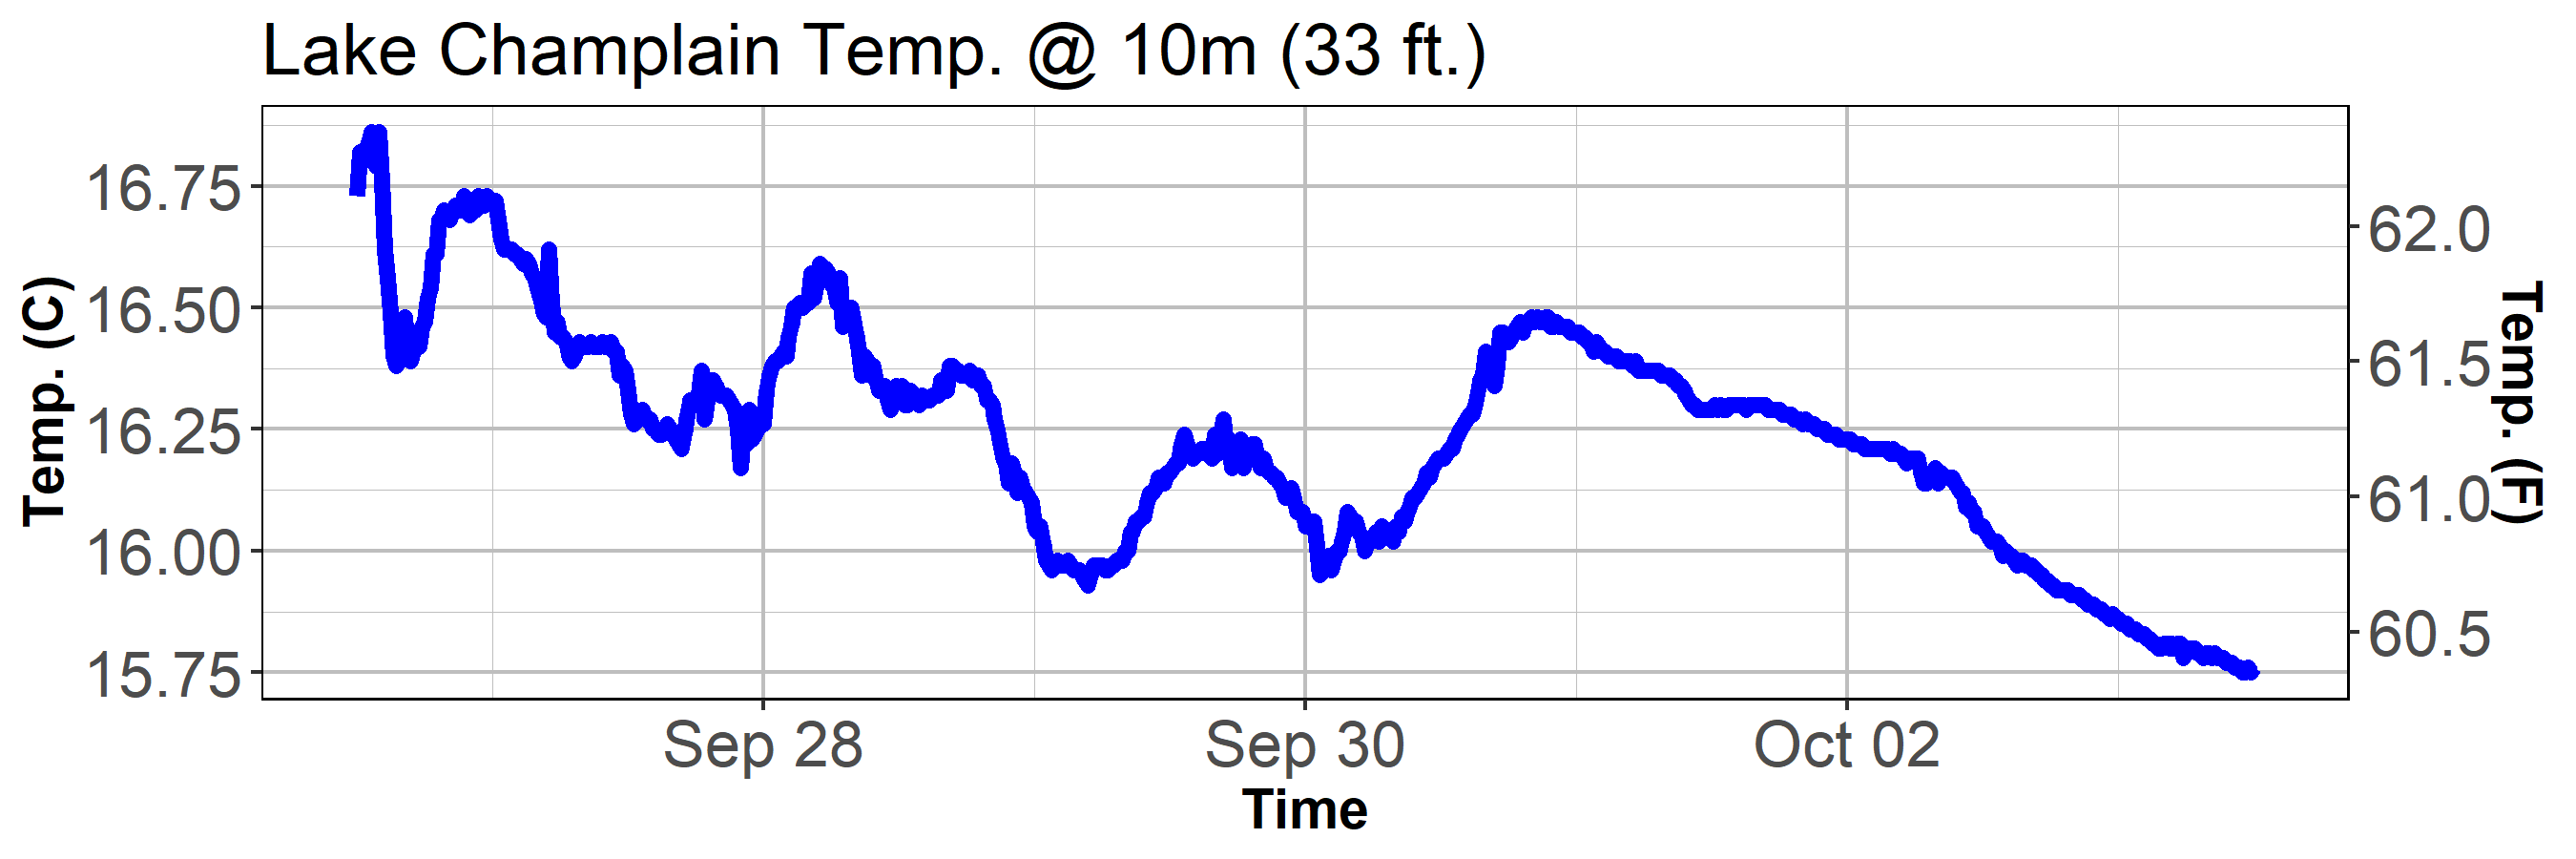 Lake Champlain Temp. @ 10m (33 ft.)
Temp. (C)
16.75
16.50
16.25
16.00
15.75
62.0
61.5
61.0
60.5
Temp. (F)
Sep 28
Sep 30
Oct 02
Time